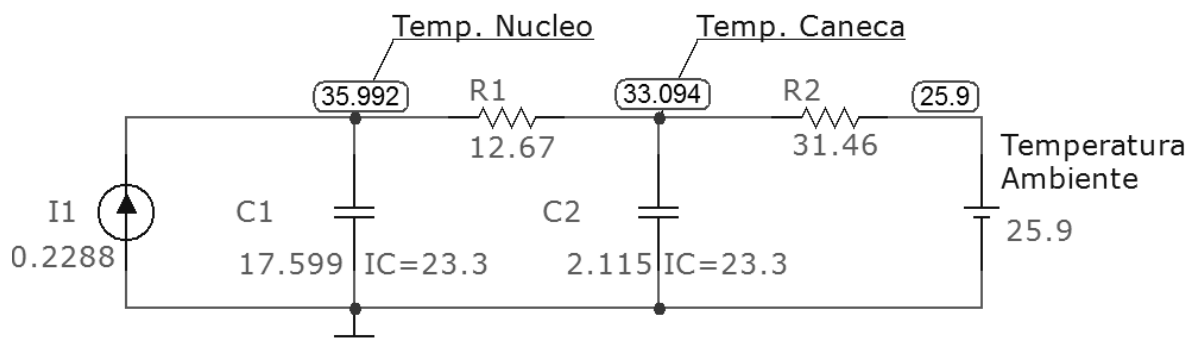 Temp. Nucleo
Temp. Caneca
35.992
R1
33.094
R2
25.9
12.67
31.46
Temperatura
Ambiente
I1
C1
C2
25.9
0.2288
17.599 IC=23.3
2.115 IC=23.3